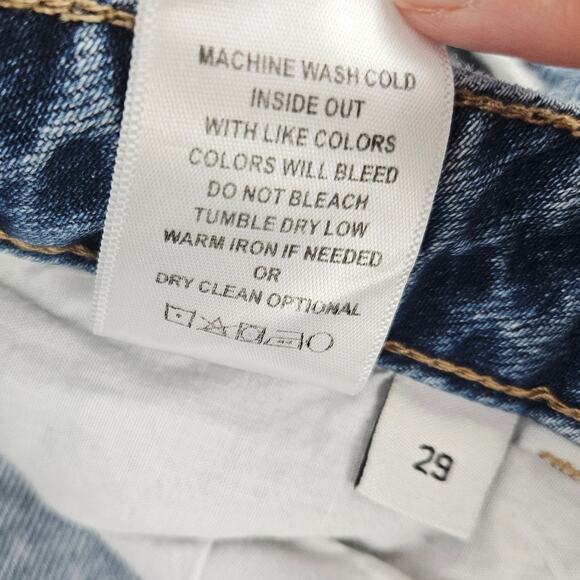 MACHINE WASH COLD
INSIDE OUT
WITH LIKE COLORS
COLORS WILL BLEED
DO NOT BLEACH
TUMBLE DRY LOW
WARM IRON IF NEEDED
OR
DRY CLEAN OPTIONAL
29